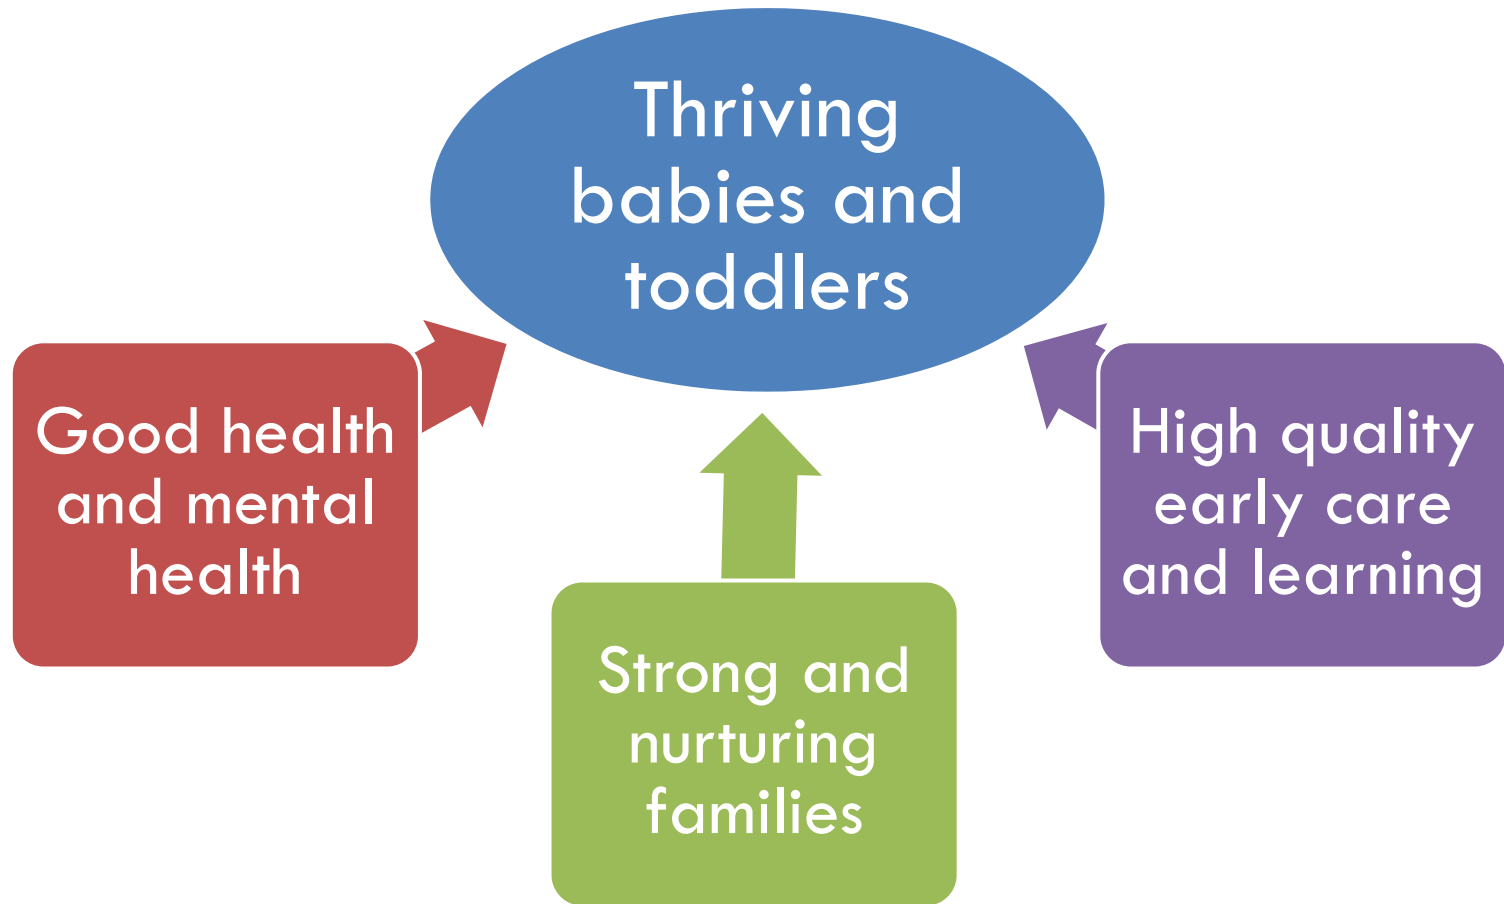 Thriving
babies and
toddlers
Good health
and mental
health
Strong and
nurturing
families
High quality
early care
and learning